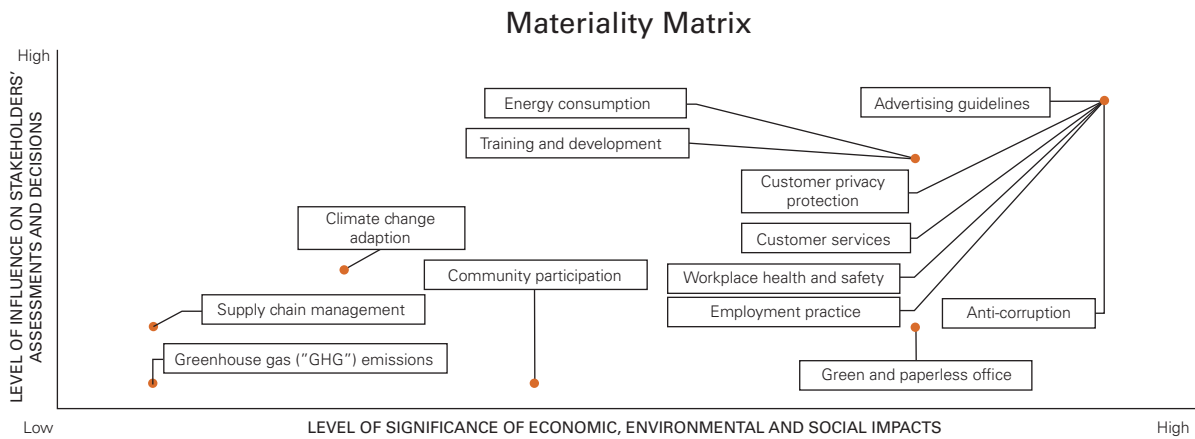 Materiality Matrix
High
LEVEL OF INFLUENCE ON STAKEHOLDERS’
ASSESSMENTS AND DECISIONS
Energy consumption
Advertising guidelines
Training and development
Customer privacy
protection
Climate change
adaption
Customer services
Community participation
Workplace health and safety
Supply chain management
Employment practice
Anti-corruption
Greenhouse gas (”GHG”) emissions
Green and paperless office
Low
LEVEL OF SIGNIFICANCE OF ECONOMIC, ENVIRONMENTAL AND SOCIAL IMPACTS
High